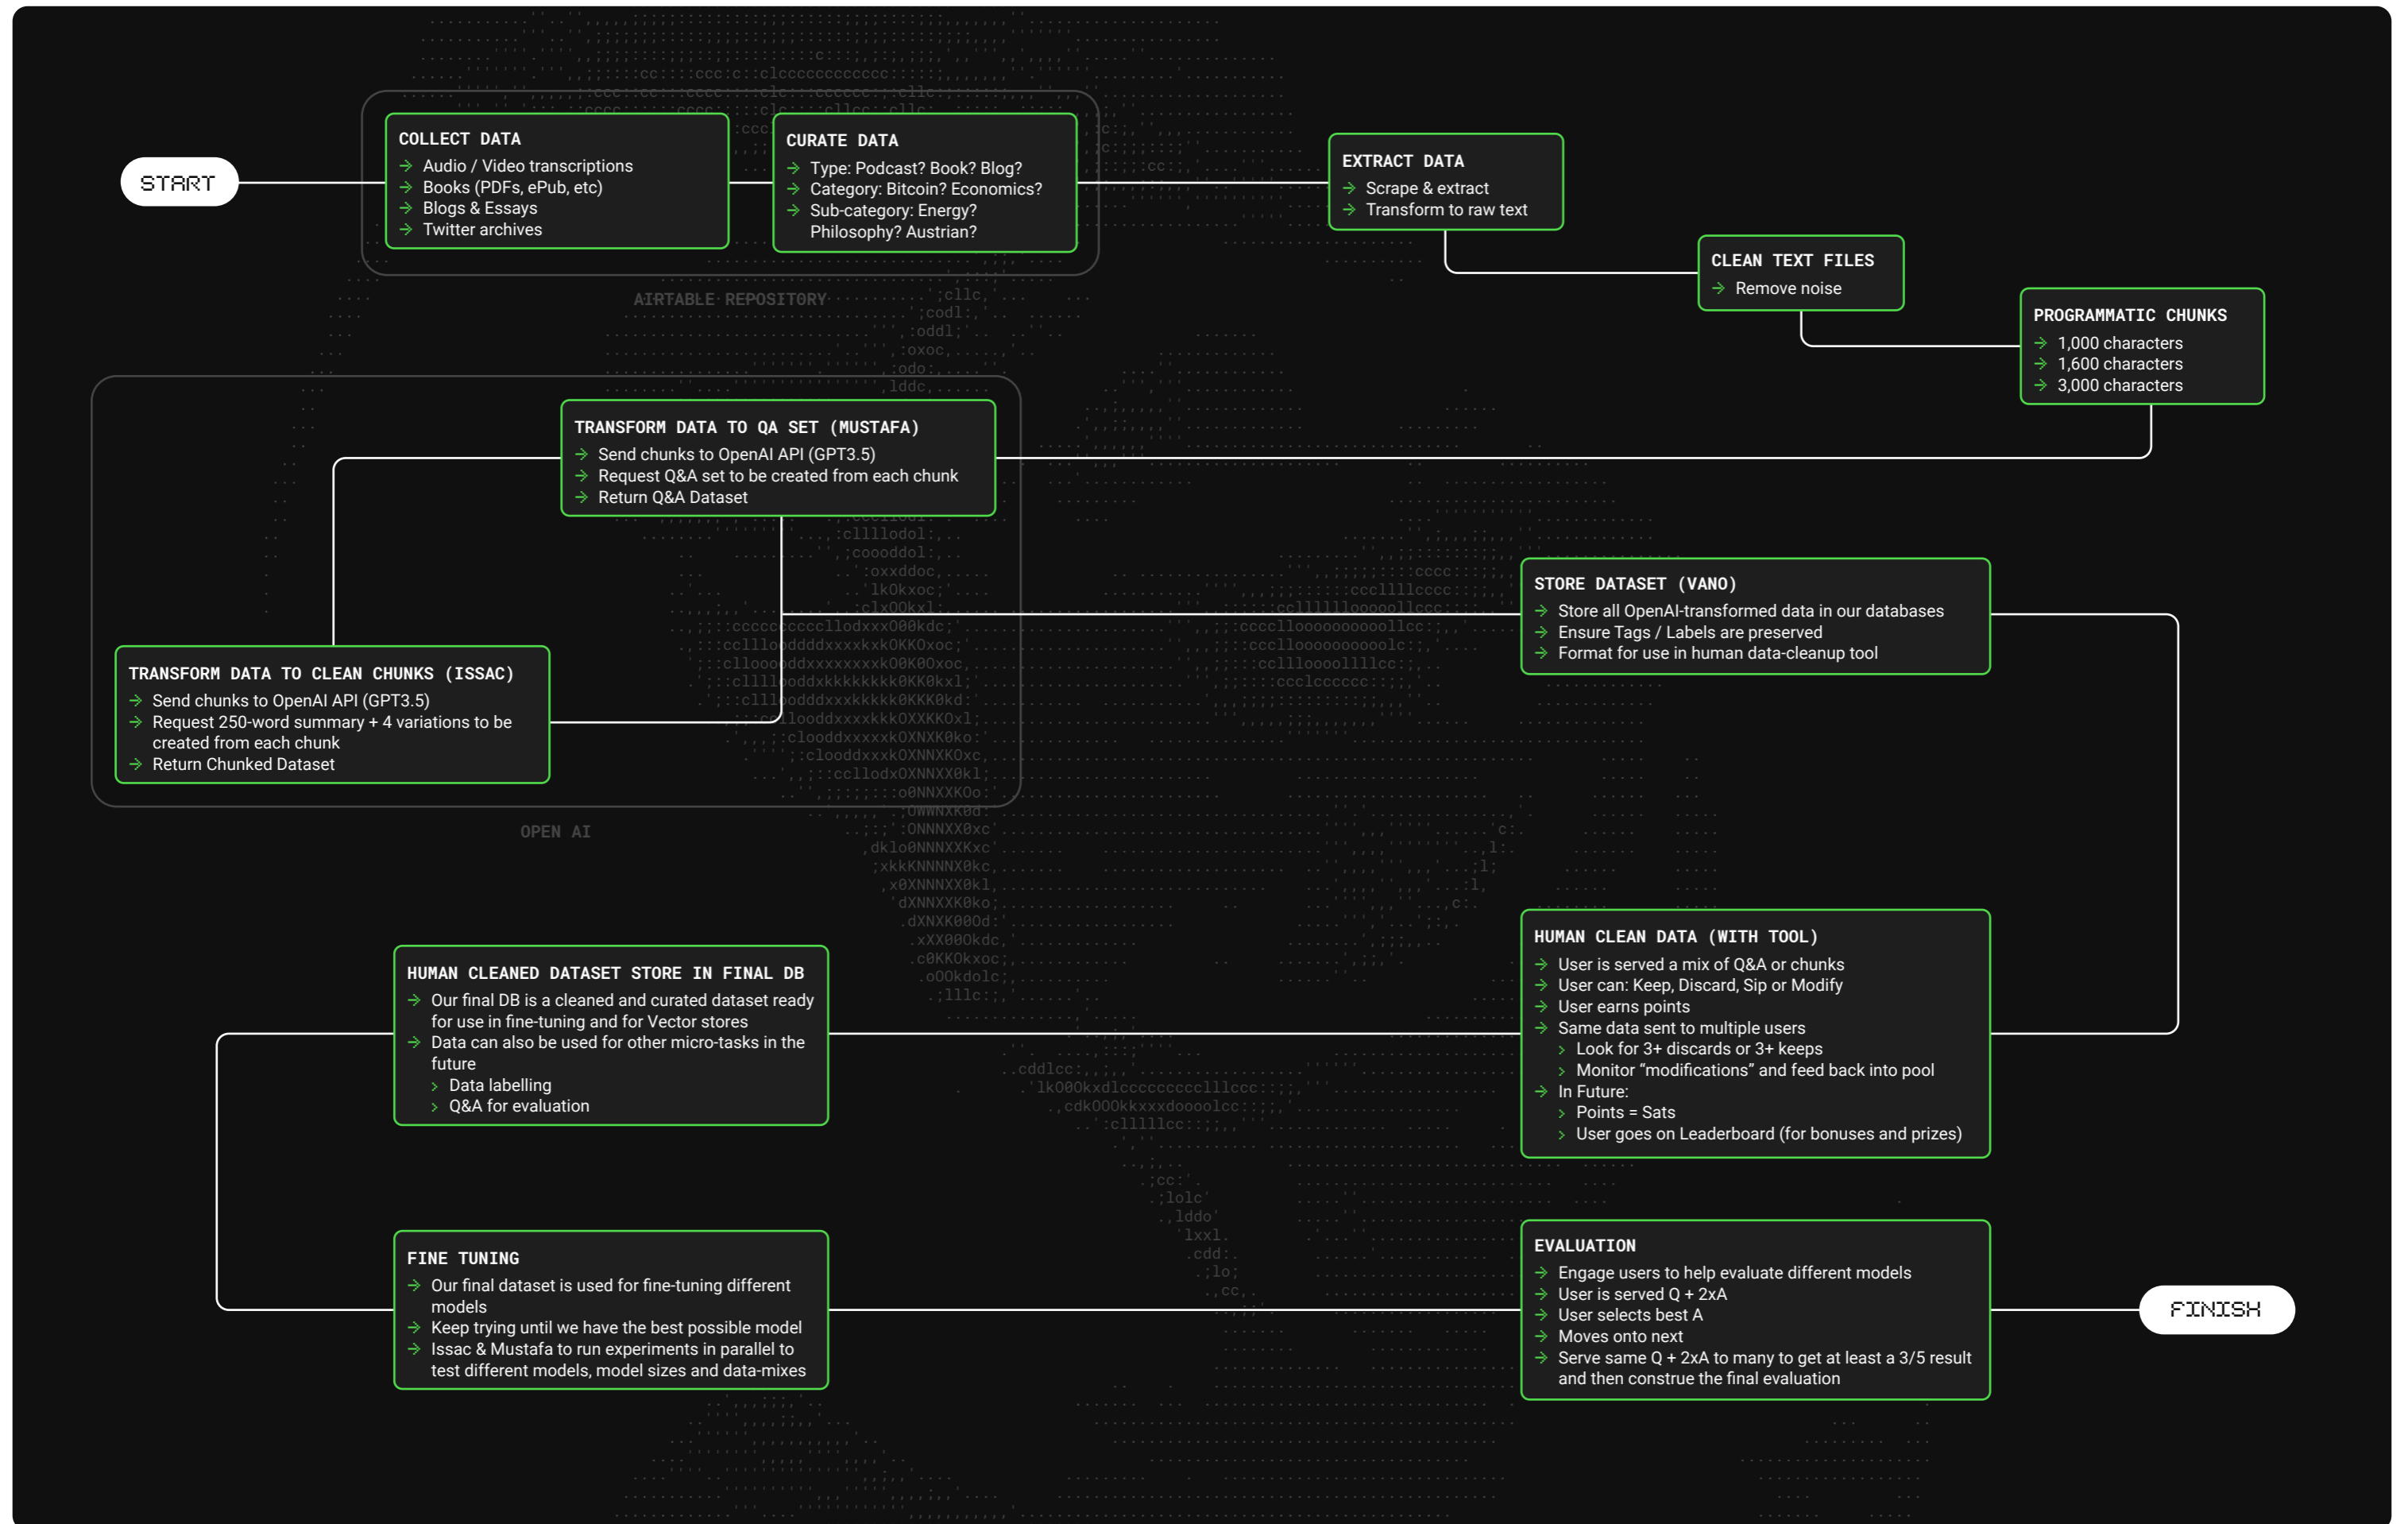 START
COLLECT DATA
Audio / Video transcriptions
Books (PDFs, ePub, etc)
Blogs & Essays
Twitter archives
CURATE DATA
Type: Podcast? Book? Blog?
Category: Bitcoin? Economics?
Sub-category: Energy?
Philosophy? Austrian?
AIRTABLE REPOSITORY
EXTRACT DATA
Scrape & extract
Transform to raw text
CLEAN TEXT FILES
Remove noise
PROGRAMMATIC CHUNKS
1,000 characters
1,600 characters
3,000 characters
TRANSFORM DATA TO QA SET (MUSTAFA)
Send chunks to OpenAI API (GPT3.5)
Request Q&A set to be created from each chunk
Return Q&A Dataset
TRANSFORM DATA TO CLEAN CHUNKS (ISSAC)
Send chunks to OpenAI API (GPT3.5)
Request 250-word summary + 4 variations to be
created from each chunk
Return Chunked Dataset
OPEN AI
STORE DATASET (VANO)
Store all OpenAI-transformed data in our databases
Ensure Tags / Labels are preserved
Format for use in human data-cleanup tool
HUMAN CLEAN DATA (WITH TOOL)
User is served a mix of Q&A or chunks
User can: Keep, Discard, Sip or Modify
User earns points
Same data sent to multiple users
Look for 3+ discards or 3+ keeps
Monitor “modifications” and feed back into pool
In Future:
Points = Sats
User goes on Leaderboard (for bonuses and prizes)
HUMAN CLEANED DATASET STORE IN FINAL DB
Our final DB is a cleaned and curated dataset ready
for use in fine-tuning and for Vector stores
Data can also be used for other micro-tasks in the
future
Data labelling
Q&A for evaluation
FINE TUNING
Our final dataset is used for fine-tuning different
models
Keep trying until we have the best possible model
Issac & Mustafa to run experiments in parallel to
test different models, model sizes and data-mixes
EVALUATION
Engage users to help evaluate different models
User is served Q + 2xA
User selects best A
Moves onto next
Serve same Q + 2xA to many to get at least a 3/5 result
and then construe the final evaluation
FINISH